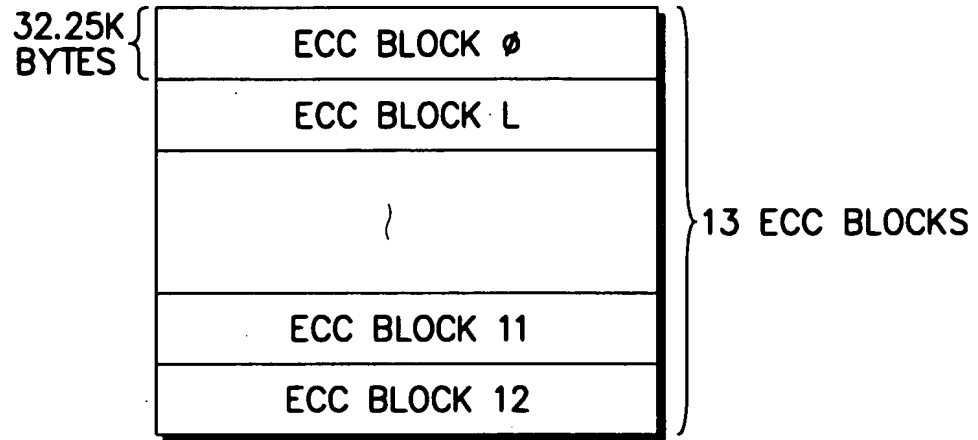 32.25K
BYTES
ECC BLOCK ø
ECC BLOCK L
13 ECC BLOCKS
ECC BLOCK 11
ECC BLOCK 12